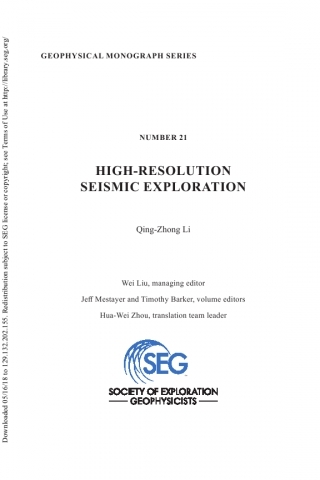 GEOPHYSICAL MONOGRAPH SERIES
NUMBER 21
HIGH-RESOLUTION
SEISMIC EXPLORATION
Qing-Zhong Li
Wei Liu, managing editor
Jeff Mestayer and Timothy Barker, volume editors
Hua-Wei Zhou, translation team leader
SEG
SOCIETY OF EXPLORATION
GEOPHYSICISTS
Downloaded 05/16/18 to 129.132.202.155. Redistribution subject to SEG license or copyright; see Terms of Use at http://library.seg.org/